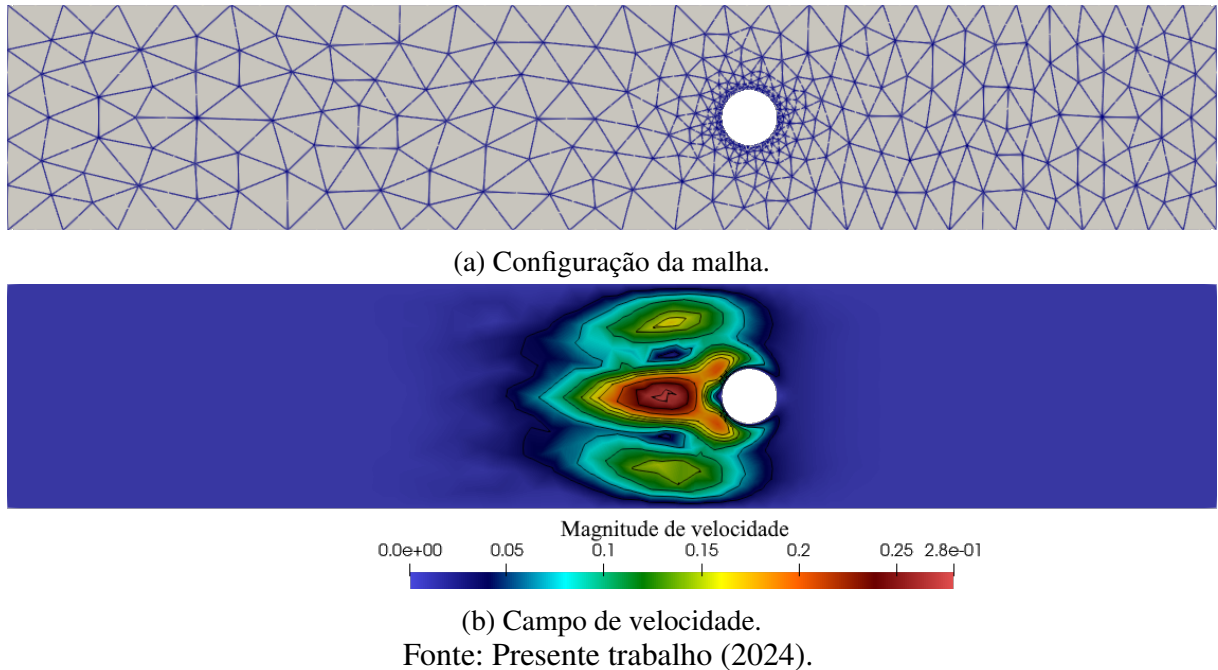 (a) Configuração da malha.
Magnitude de velocidade
0.0e+00 0.05 0.1 0.15 0.2 0.25 2.8e-01
(b) Campo de velocidade.
Fonte: Presente trabalho (2024).